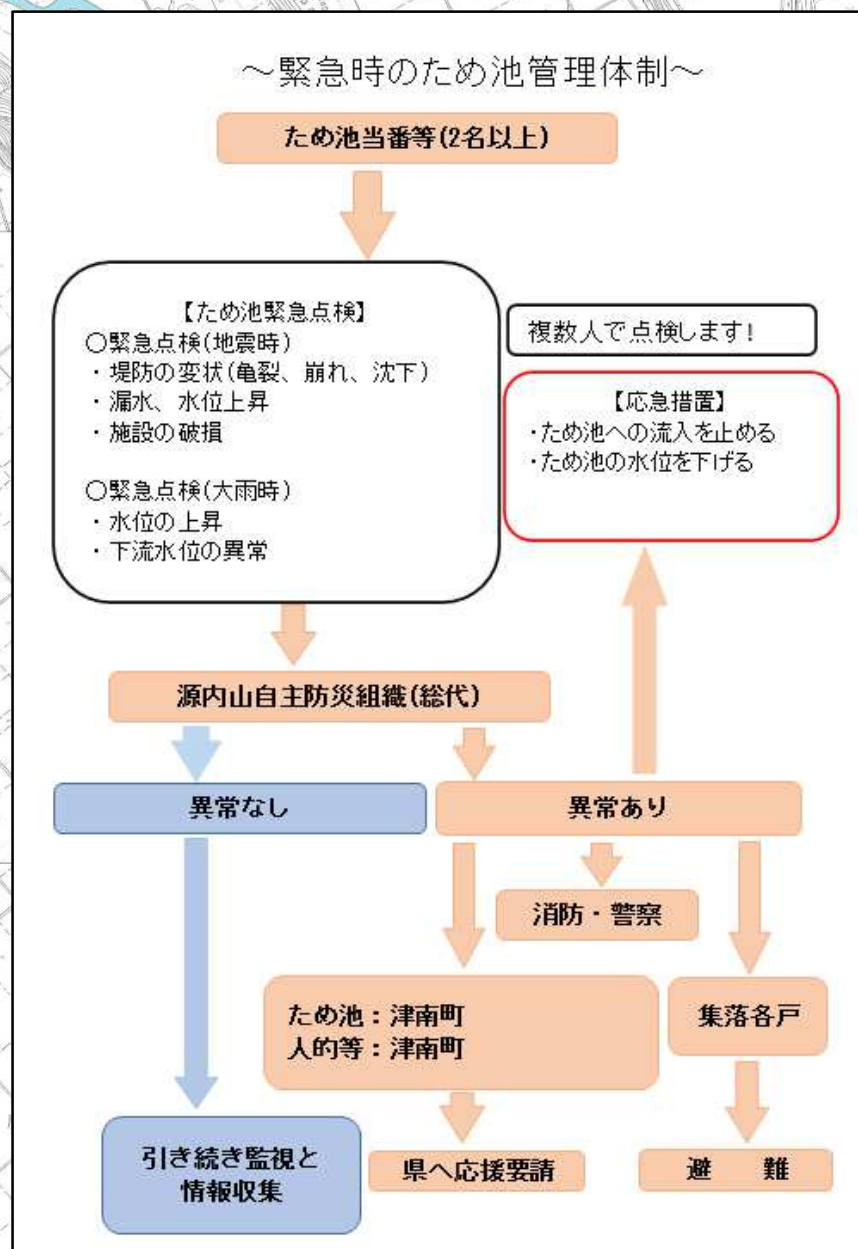 ～緊急時のため池管理体制～
ため池当番等(2名以上)
【ため池緊急点検】
〇緊急点検(地震時)
・堤防の変状(亀裂、崩れ、沈下)
・漏水、水位上昇
・施設の破損
〇緊急点検(大雨時)
・水位の上昇
・下流水位の異常
複数人で点検します!
【応急措置】
・ため池への流入を止める
・ため池の水位を下げる
源内山自主防災組織(総代)
異常なし
異常あり
消防・警察
ため池：津南町
人的等：津南町
集落各戸
引き続き監視と
情報収集
県へ応援要請
避　　難